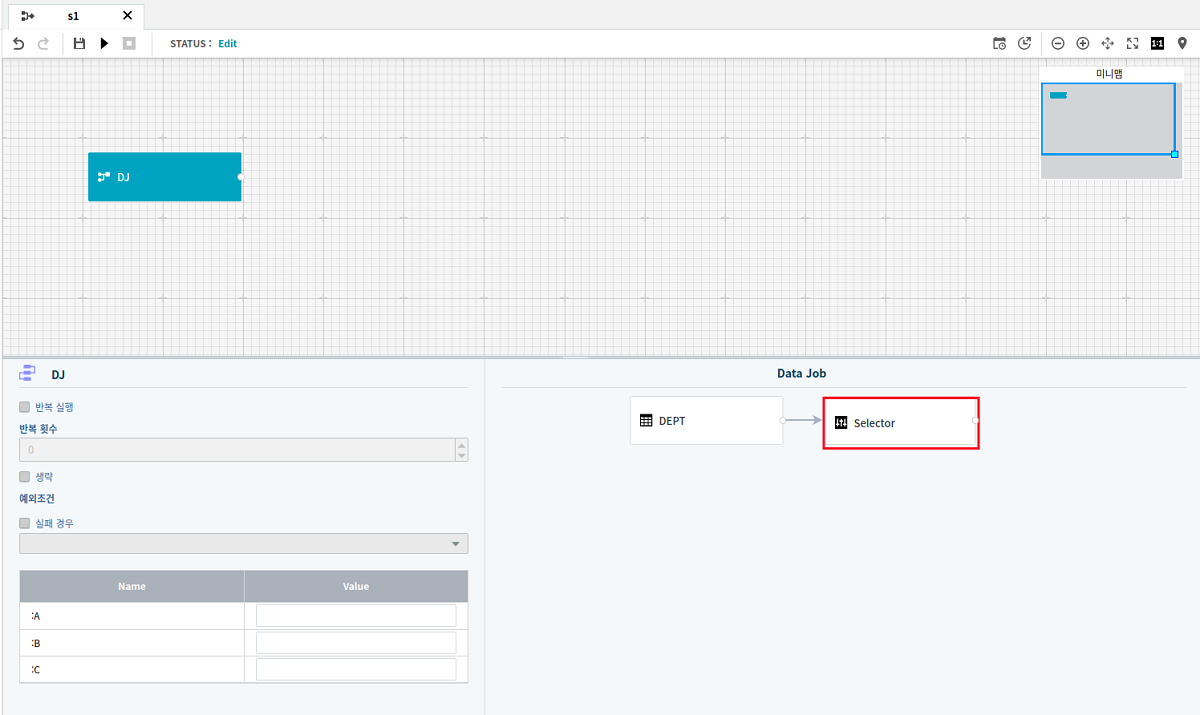 s1
STATUS : Edit
1:1
미니맵
DJ
DJ
반복 실행
반복 횟수
0
생략
예외조건
실패 경우
Name Value
:A
:B
:C
Data Job
DEPT
Selector